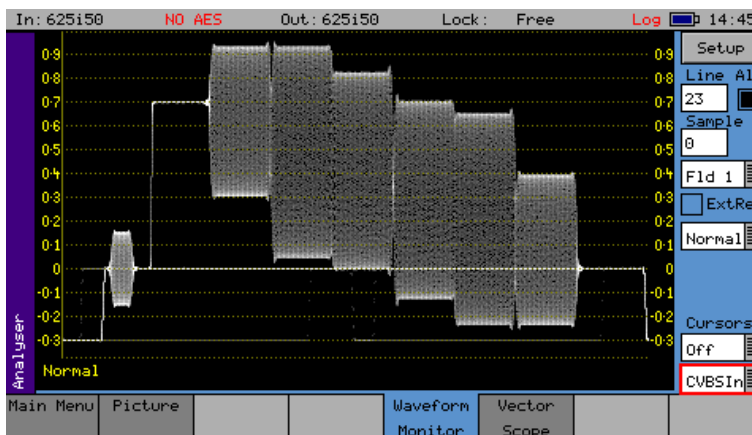 In: 625i50 NO AES Out: 625i50 Lock: Free Log 14:45
Setup
Line Al
23
Sample
0
Fld 1
ExtRe
Normal
Cursors
Off
CVBSIn
Analyser
0·9 0·9
0·8 0·8
0·7 0·7
0·6 0·6
0·5 0·5
0·4 0·4
0·3 0·3
0·2 0·2
0·1 0·1
0 0
-0·1 -0·1
-0·2 -0·2
-0·3 -0·3
Normal
Main Menu Picture Waveform Monitor Vector Scope